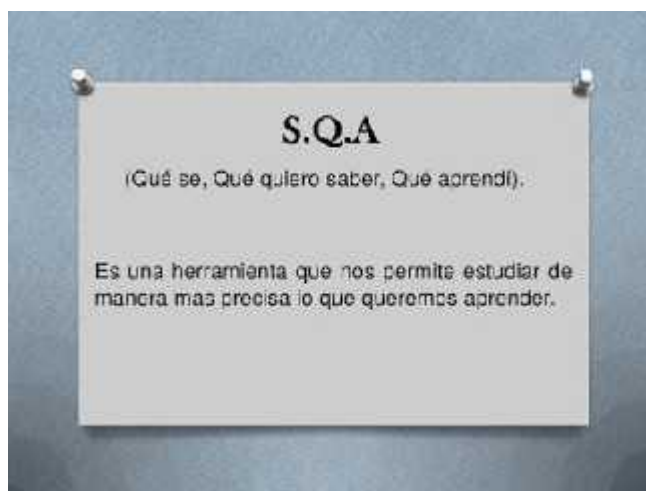 S.Q.A
(Qué se, Qué quiero saber, Qué aprendí).
Es una herramienta que nos permite estudiar de
manera mas precisa lo que queremos aprender.